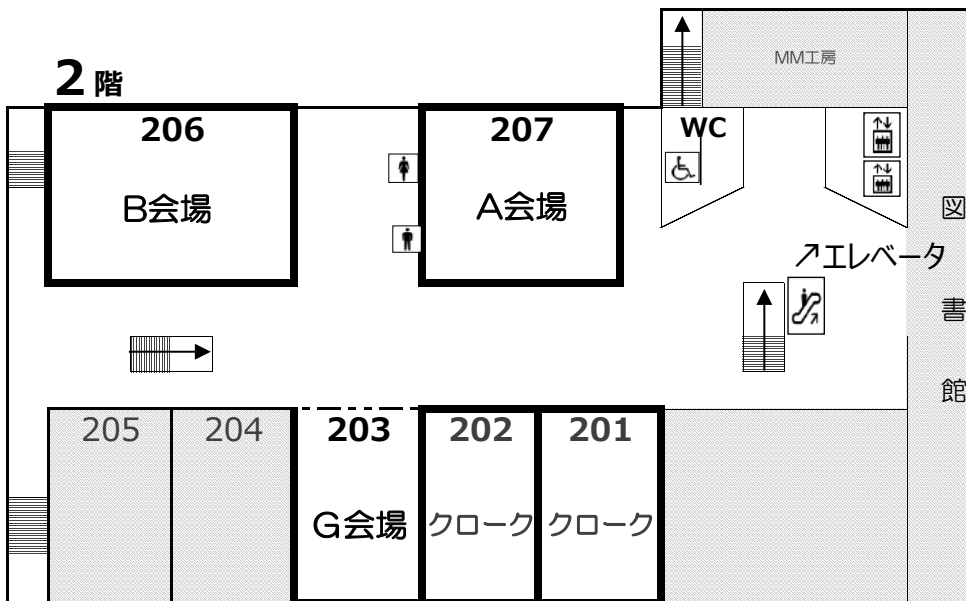 MM工房
2階
206
207
WC
B会場
A会場
図
書
館
↗エレベータ
205
204
203
202
201
G会場
クローク
クローク